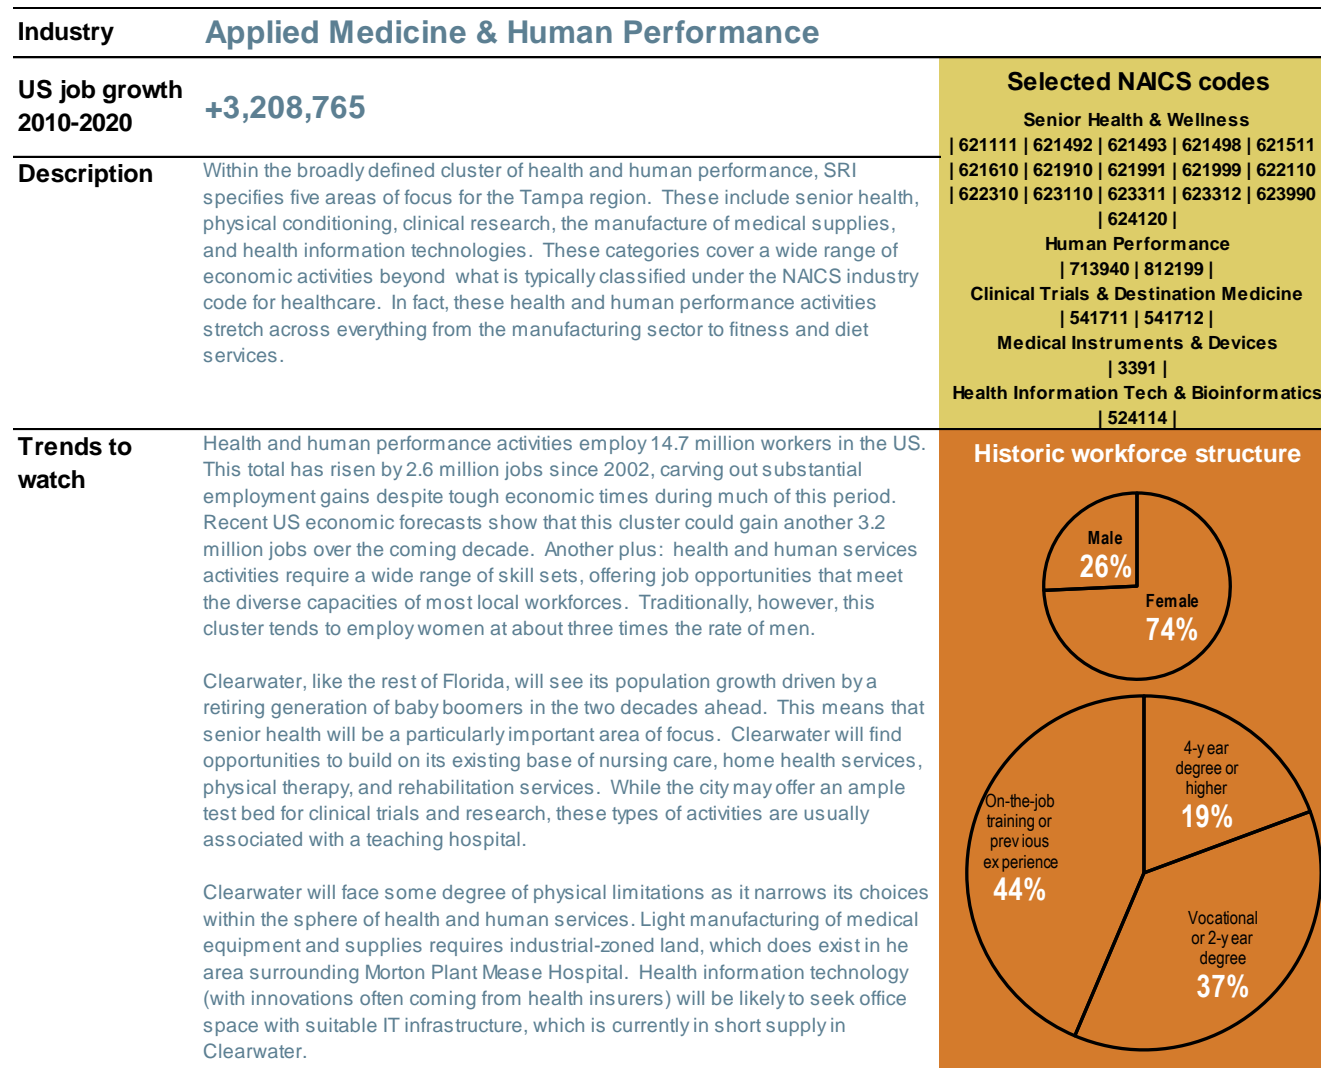 Industry
Applied Medicine & Human Performance
US job growth
2010-2020
+3,208,765
Description
Within the broadly defined cluster of health and human performance, SRI
specifies five areas of focus for the Tampa region.  These include senior health,
physical conditioning, clinical research, the manufacture of medical supplies,
and health information technologies.  These categories cover a wide range of
economic activities beyond  what is typically classified under the NAICS industry
code for healthcare.  In fact, these health and human performance activities
stretch across everything from the manufacturing sector to fitness and diet
services.
Selected NAICS codes
Senior Health & Wellness
| 621111 | 621492 | 621493 | 621498 | 621511
| 621610 | 621910 | 621991 | 621999 | 622110
| 622310 | 623110 | 623311 | 623312 | 623990
| 624120 |
Human Performance
| 713940 | 812199 |
Clinical Trials & Destination Medicine
| 541711 | 541712 |
Medical Instruments & Devices
| 3391 |
Health Information Tech & Bioinformatics
| 524114 |
Trends to
watch
Health and human performance activities employ 14.7 million workers in the US.
This total has risen by 2.6 million jobs since 2002, carving out substantial
employment gains despite tough economic times during much of this period.
Recent US economic forecasts show that this cluster could gain another 3.2
million jobs over the coming decade.  Another plus:  health and human services
activities require a wide range of skill sets, offering job opportunities that meet
the diverse capacities of most local workforces.  Traditionally, however, this
cluster tends to employ women at about three times the rate of men.
Clearwater, like the rest of Florida, will see its population growth driven by a
retiring generation of baby boomers in the two decades ahead.  This means that
senior health will be a particularly important area of focus.  Clearwater will find
opportunities to build on its existing base of nursing care, home health services,
physical therapy, and rehabilitation services.  While the city may offer an ample
test bed for clinical trials and research, these types of activities are usually
associated with a teaching hospital.
Clearwater will face some degree of physical limitations as it narrows its choices
within the sphere of health and human services. Light manufacturing of medical
equipment and supplies requires industrial-zoned land, which does exist in he
area surrounding Morton Plant Mease Hospital.  Health information technology
(with innovations often coming from health insurers) will be likely to seek office
space with suitable IT infrastructure, which is currently in short supply in
Clearwater.
Historic workforce structure
Male
26%
Female
74%
4-year
degree or
higher
19%
On-the-job
training or
previous
experience
44%
Vocational
or 2-year
degree
37%